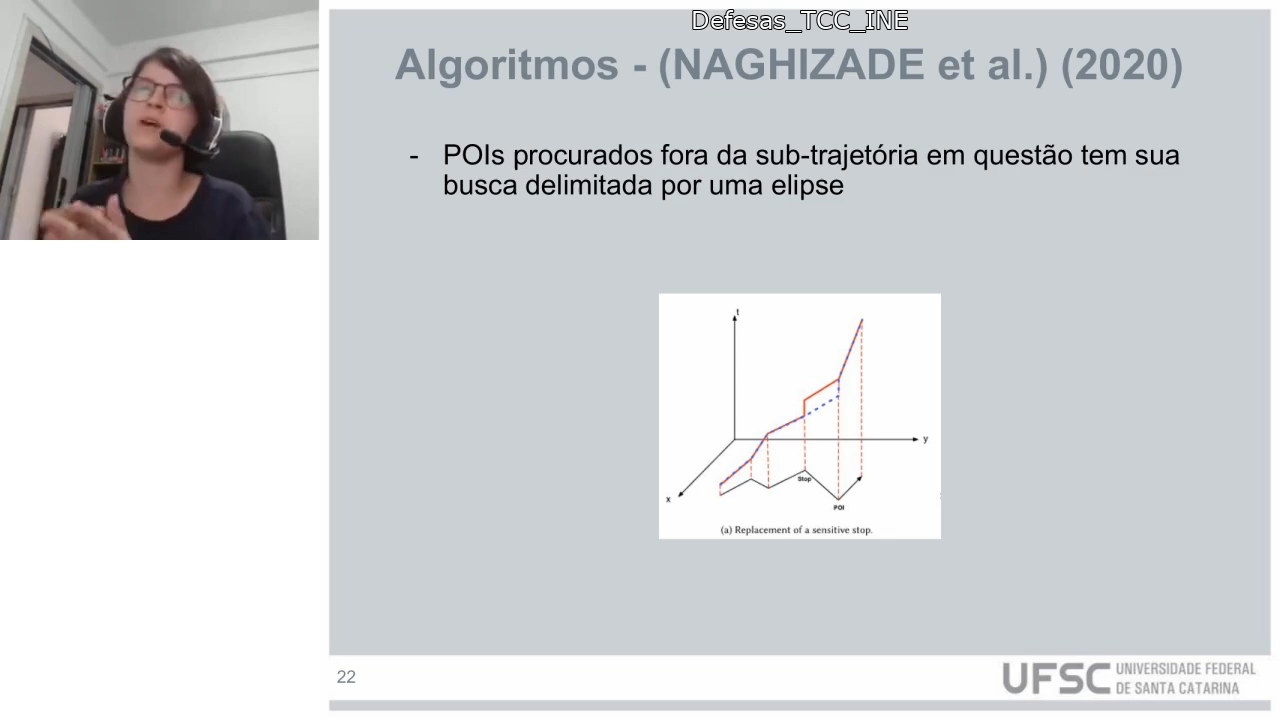 Defesas_TCC_INE
Algoritmos - (NAGHIZADE et al.) (2020)
- POIs procurados fora da sub-trajetória em questão tem sua
busca delimitada por uma elipse
t
y
x
Stop
POI
(a) Replacement of a sensitive stop.
22
UFSC UNIVERSIDADE FEDERAL
DE SANTA CATARINA